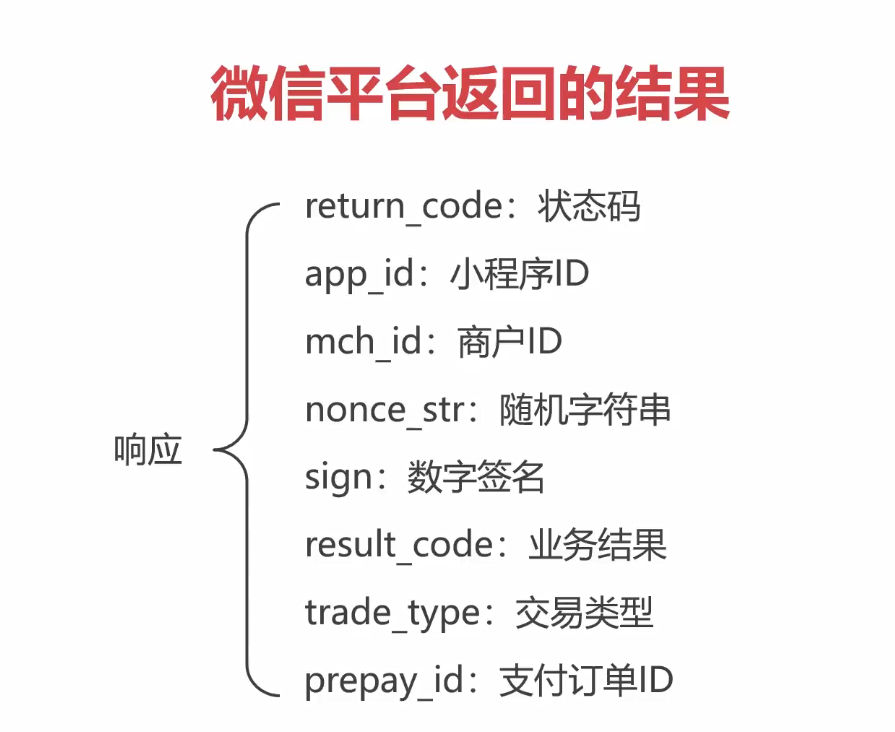 微信平台返回的结果
return_code：状态码
app_id：小程序ID
mch_id：商户ID
nonce_str：随机字符串
响应
sign：数字签名
result_code：业务结果
trade_type：交易类型
prepay_id：支付订单ID